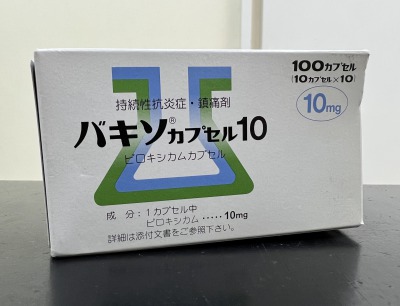 100カプセル
(10カプセル×10)
10mg
持続性抗炎症・鎮痛剤
バキソ®カプセル10
ピロキシカムカプセル
成 分：1カプセル中
ピロキシカム ····· 10mg
詳細は添付文書をご参照下さい。